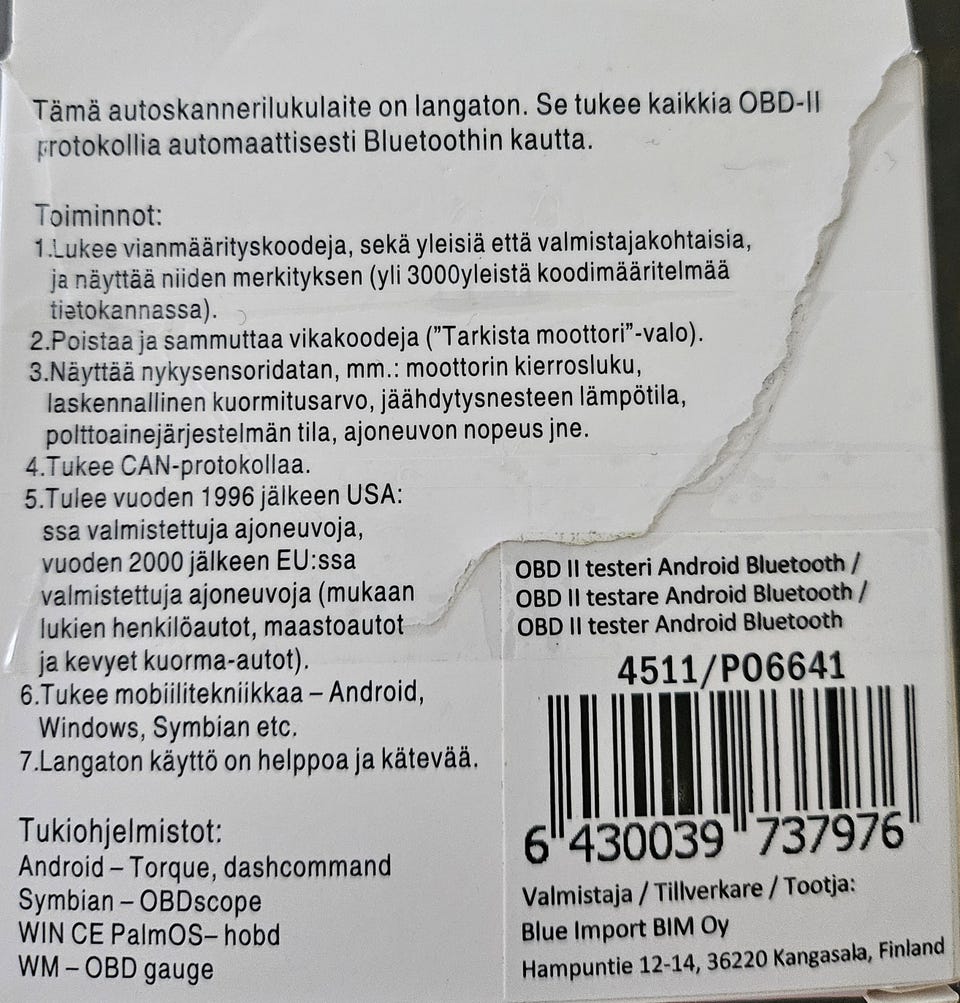 Tämä autoskannerilukulaite on langaton. Se tukee kaikkia OBD-II
protokollia automaattisesti Bluetoothin kautta.
Toiminnot:
1.Lukee vianmäärityskoodeja, sekä yleisiä että valmistajakohtaisia,
ja näyttää niiden merkityksen (yli 3000yleistä koodimääritelmää
tietokannassa).
2.Poistaa ja sammuttaa vikakoodeja ("Tarkista moottori"-valo).
3.Näyttää nykysensoridatan, mm.: moottorin kierrosluku,
laskennallinen kuormitusarvo, jäähdytysnesteen lämpötila,
polttoainejärjestelmän tila, ajoneuvon nopeus jne.
4.Tukee CAN-protokollaa.
5.Tulee vuoden 1996 jälkeen USA:
ssa valmistettuja ajoneuvoja,
vuoden 2000 jälkeen EU:ssa
valmistettuja ajoneuvoja (mukaan
lukien henkilöautot, maastoautot
ja kevyet kuorma-autot).
6.Tukee mobiilitekniikkaa – Android,
Windows, Symbian etc.
7.Langaton käyttö on helppoa ja kätevää.
Tukiohjelmistot:
Android – Torque, dashcommand
Symbian – OBDscope
WIN CE PalmOS– hobd
WM – OBD gauge
OBD II testeri Android Bluetooth /
OBD II testare Android Bluetooth /
OBD II tester Android Bluetooth
4511/PO6641
6 430039 737976
Valmistaja / Tillverkare / Tootja:
Blue Import BIM Oy
Hampuntie 12-14, 36220 Kangasala, Finland